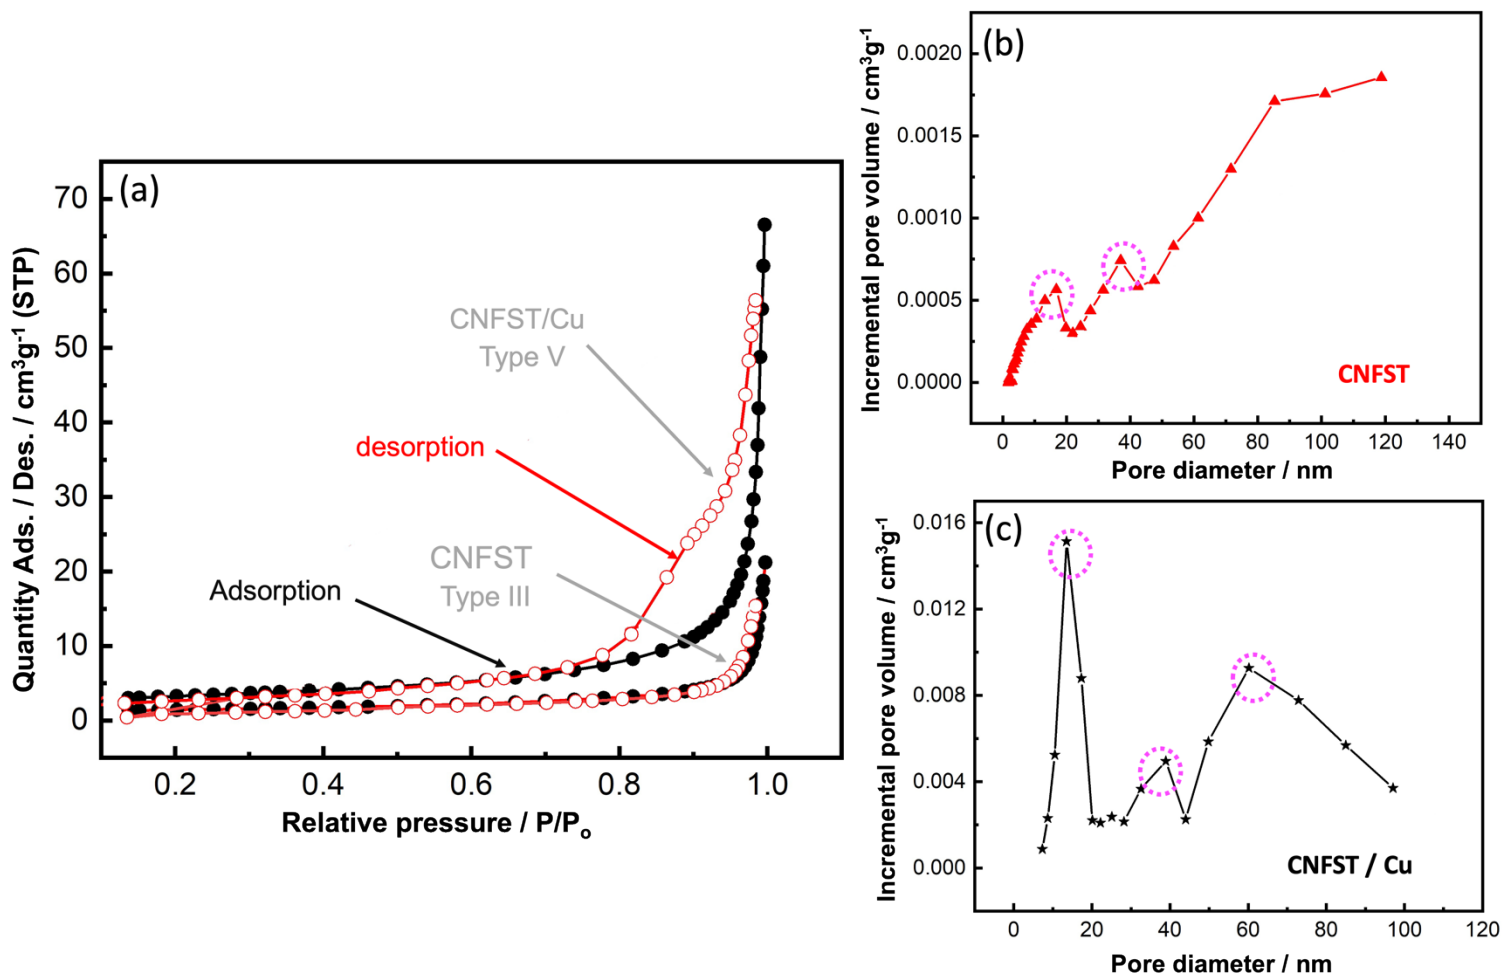 (a)
Quantity Ads. / Des. / cm³g⁻¹ (STP)
70
60
50
40
30
20
10
0
CNFST/Cu
Type V
desorption
CNFST
Type III
Adsorption
0.2
0.4
0.6
0.8
1.0
Relative pressure / P/Pₒ
(b)
Incremental pore volume / cm³g⁻¹
0.0020
0.0015
0.0010
0.0005
0.0000
CNFST
0
20
40
60
80
100
120
140
Pore diameter / nm
(c)
Incremental pore volume / cm³g⁻¹
0.016
0.012
0.008
0.004
0.000
CNFST / Cu
0
20
40
60
80
100
120
Pore diameter / nm